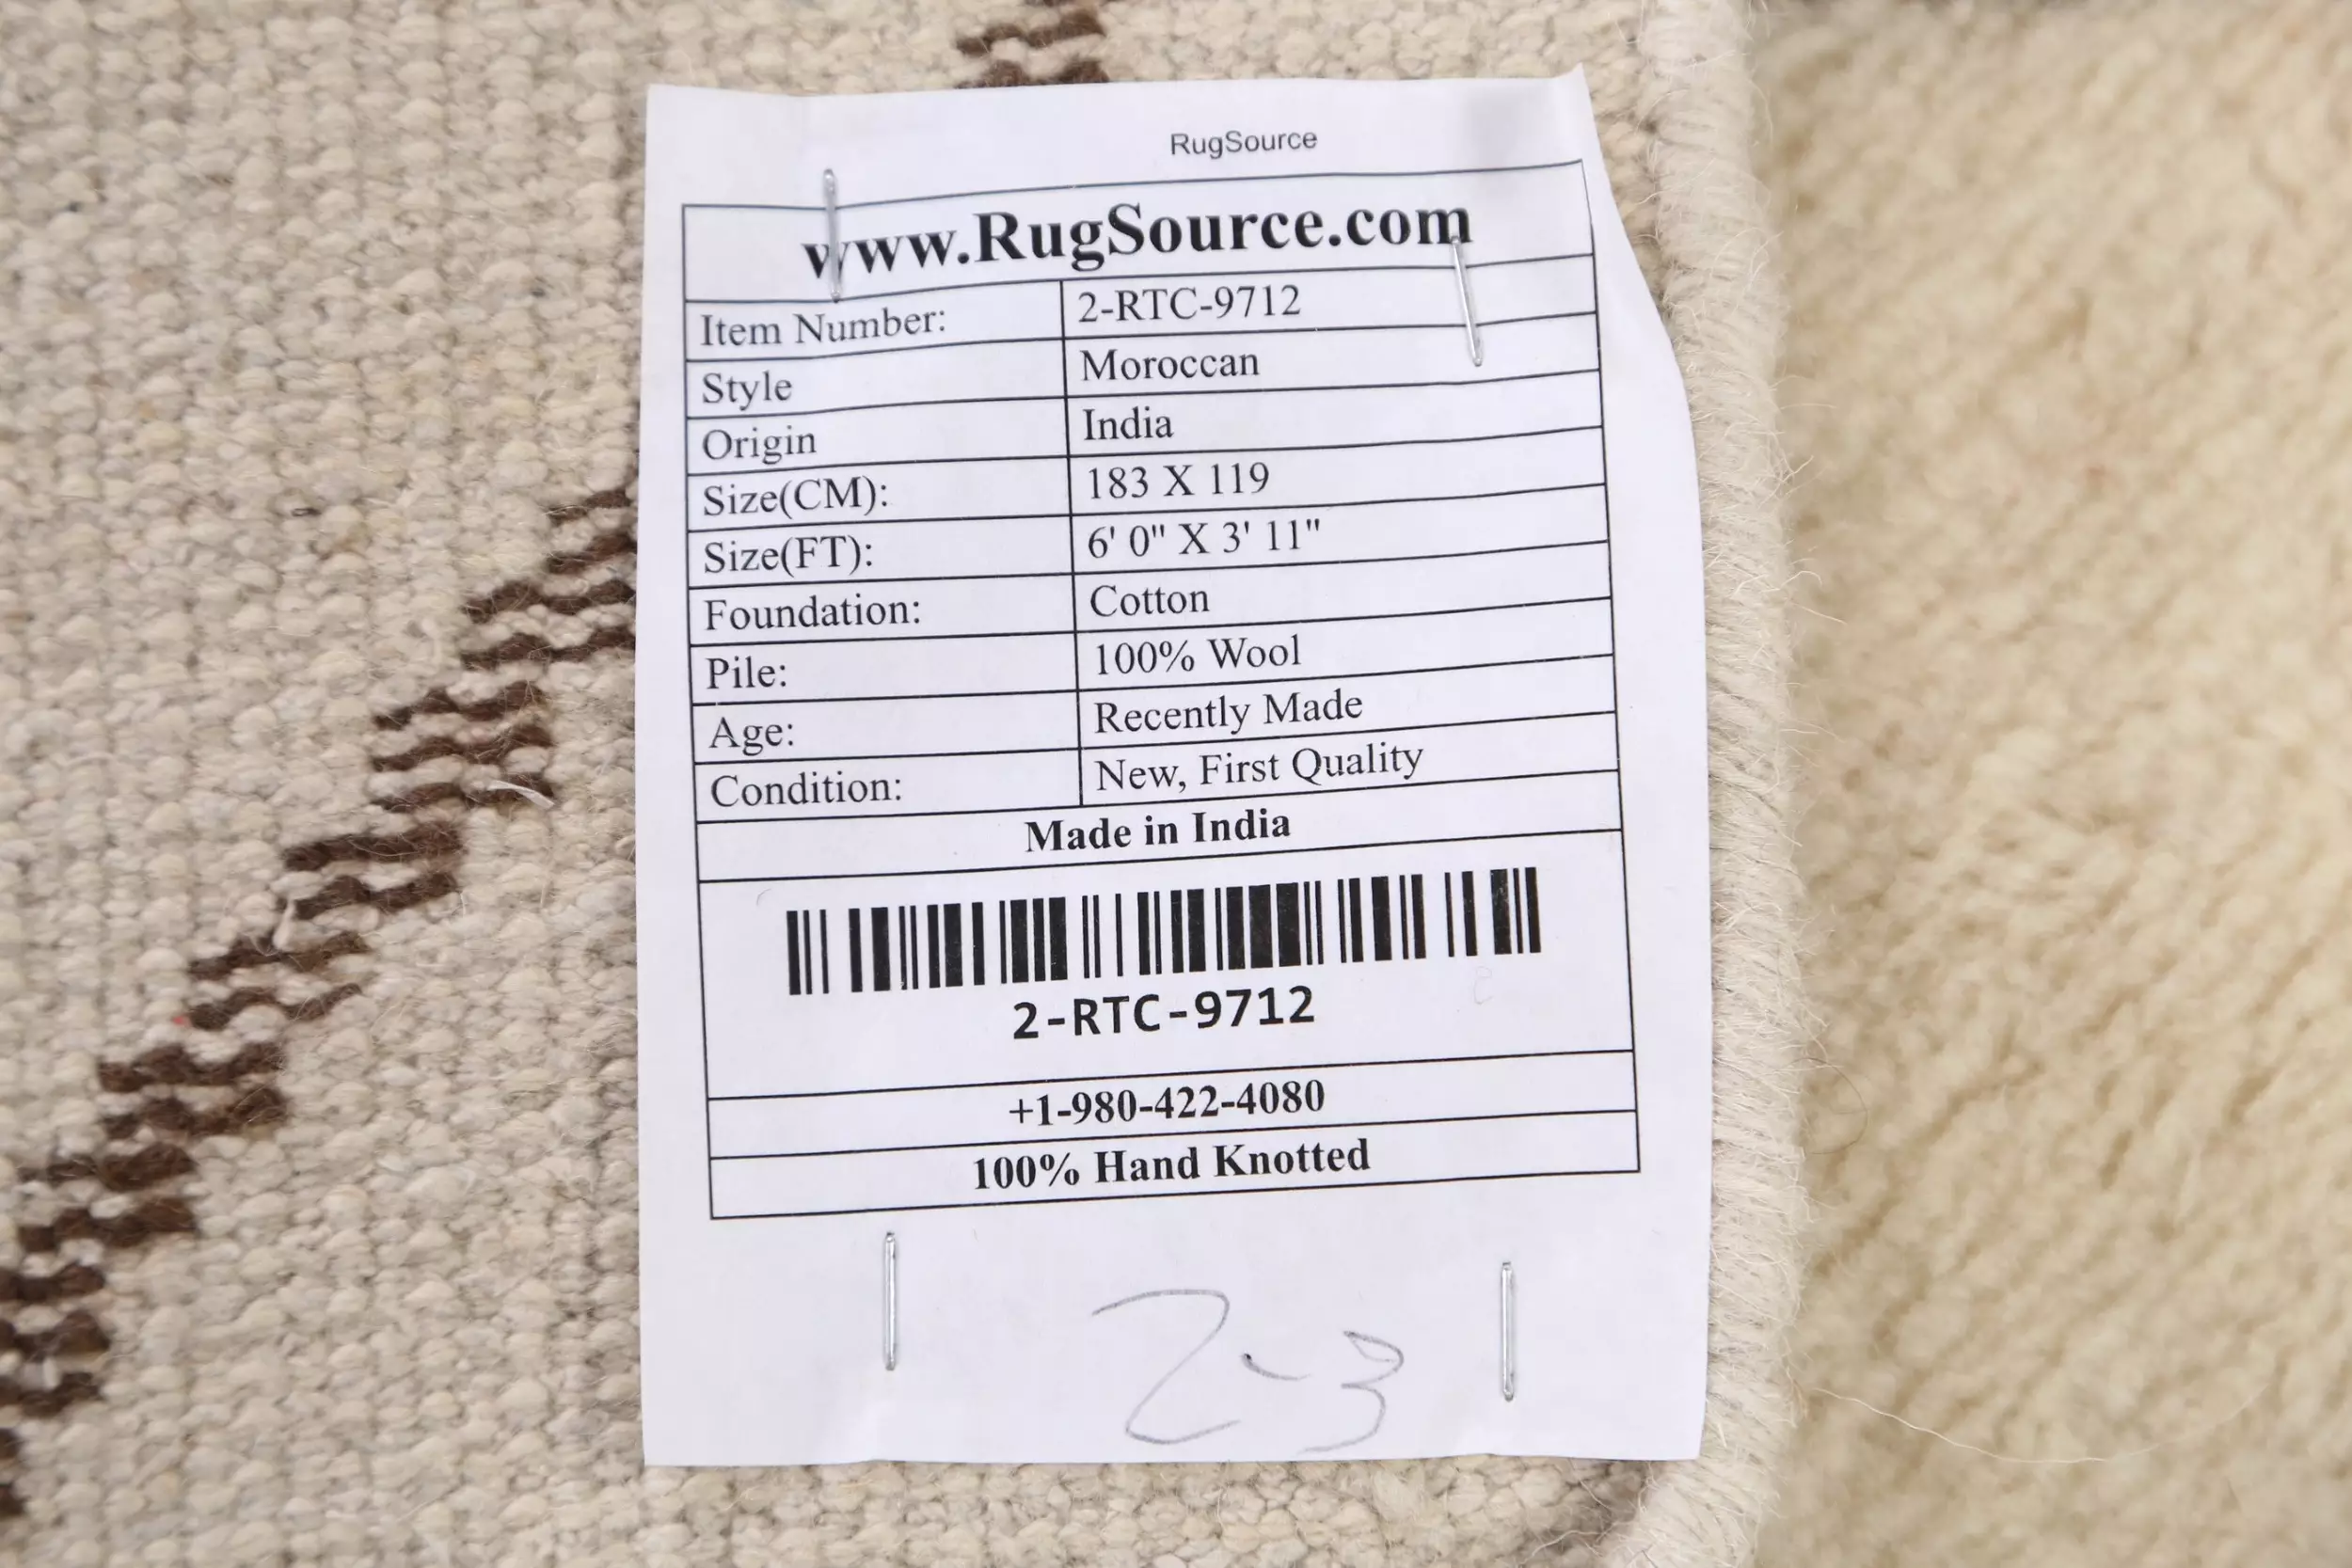 RugSource
www.RugSource.com
Item Number: 2-RTC-9712
Style Moroccan
Origin India
Size(CM): 183 X 119
Size(FT): 6' 0" X 3' 11"
Foundation: Cotton
Pile: 100% Wool
Age: Recently Made
Condition: New, First Quality
Made in India
2-RTC-9712
+1-980-422-4080
100% Hand Knotted
2-3